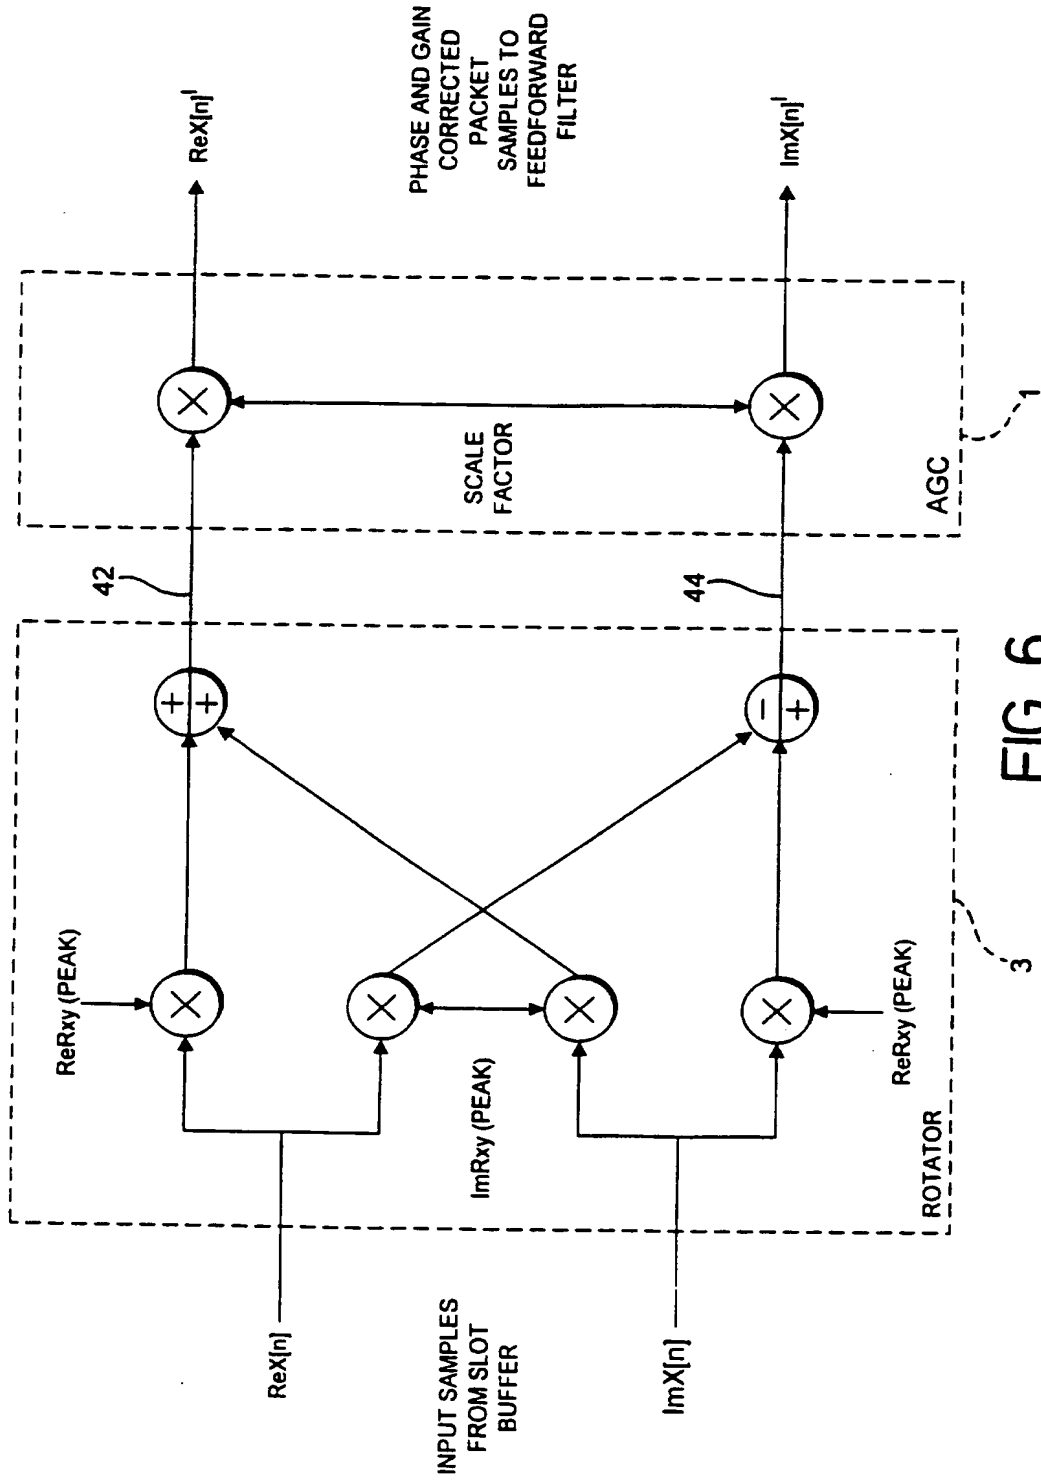 INPUT SAMPLES
FROM SLOT
BUFFER
ReX[n]
ImX[n]
ReRxy (PEAK)
ImRxy (PEAK)
ReRxy (PEAK)
ROTATOR
3
42
44
SCALE
FACTOR
AGC
1
ReX[n]'
ImX[n]'
PHASE AND GAIN
CORRECTED
PACKET
SAMPLES TO
FEEDFORWARD
FILTER
FIG. 6